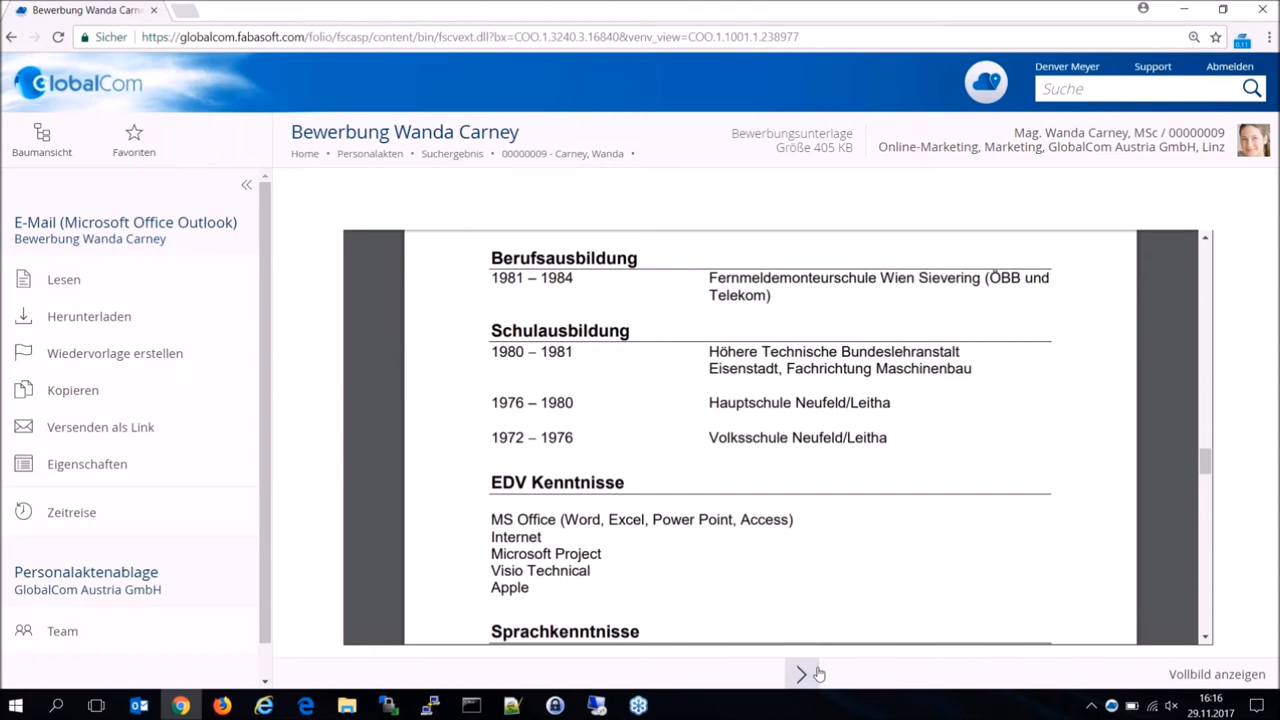 Bewerbung Wanda Carne
Sicher
https://globalcom.fabasoft.com/folio/fscasp/content/bin/fscvext.dll?bx=COO.1.3240.3.16840&venv_view=COO.1.1001.1.238977
0.11
GlobalCom
Denver Meyer
Support
Abmelden
Suche
Baumansicht
Favoriten
Bewerbung Wanda Carney
Home • Personalakten • Suchergebnis • 00000009 - Carney, Wanda •
Bewerbungsunterlage
Größe 405 KB
Mag. Wanda Carney, MSc / 00000009
Online-Marketing, Marketing, GlobalCom Austria GmbH, Linz
E-Mail (Microsoft Office Outlook)
Bewerbung Wanda Carney
Lesen
Herunterladen
Wiedervorlage erstellen
Kopieren
Versenden als Link
Eigenschaften
Zeitreise
Personalaktenablage
GlobalCom Austria GmbH
Team
Berufsausbildung
1981 – 1984 Fernmeldemonteurschule Wien Sievering (ÖBB und
Telekom)
Schulausbildung
1980 – 1981 Höhere Technische Bundeslehranstalt
Eisenstadt, Fachrichtung Maschinenbau
1976 – 1980 Hauptschule Neufeld/Leitha
1972 – 1976 Volksschule Neufeld/Leitha
EDV Kenntnisse
MS Office (Word, Excel, Power Point, Access)
Internet
Microsoft Project
Visio Technical
Apple
Sprachkenntnisse
Vollbild anzeigen
16:16
29.11.2017